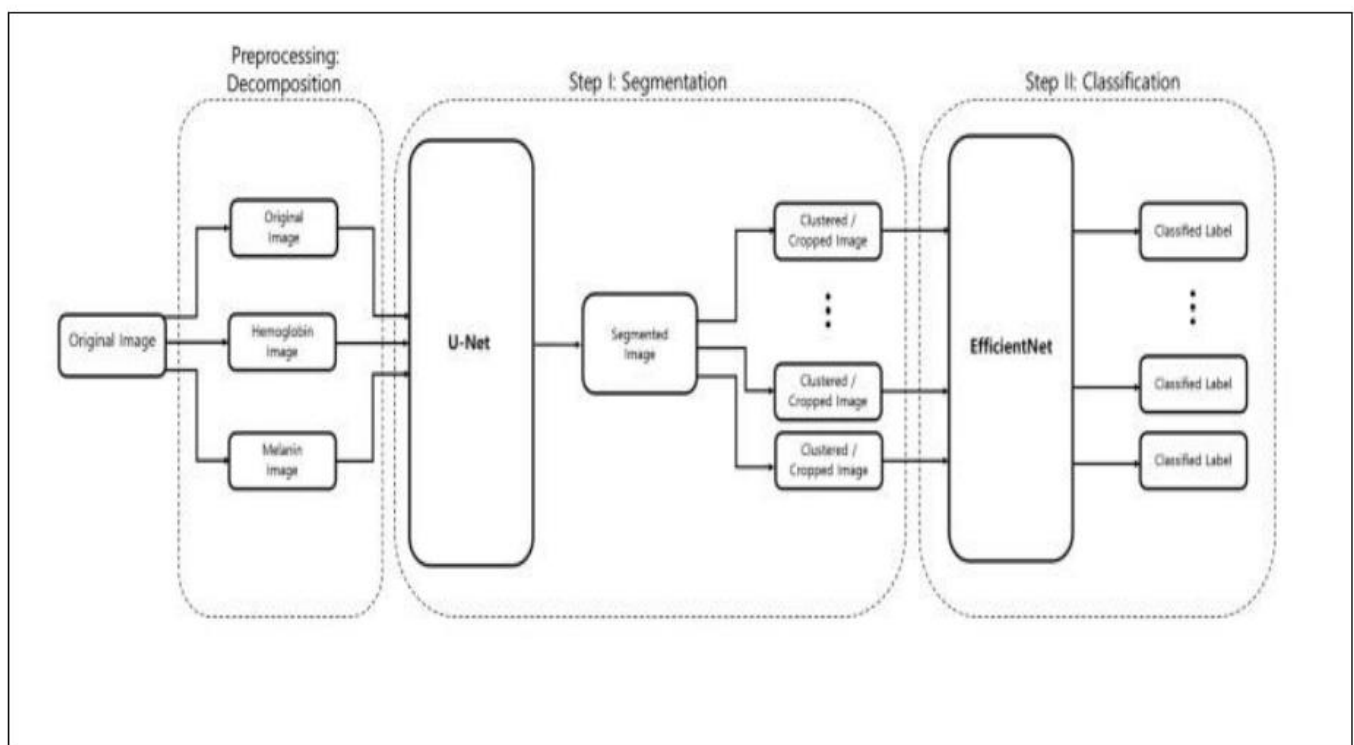 Preprocessing:
Decomposition
Step I: Segmentation
Step II: Classification
Original Image
Original
Image
Hemoglobin
Image
Melanin
Image
U-Net
Segmented
Image
Clustered /
Cropped Image
Clustered /
Cropped Image
Clustered /
Cropped Image
EfficientNet
Classified Label
Classified Label
Classified Label